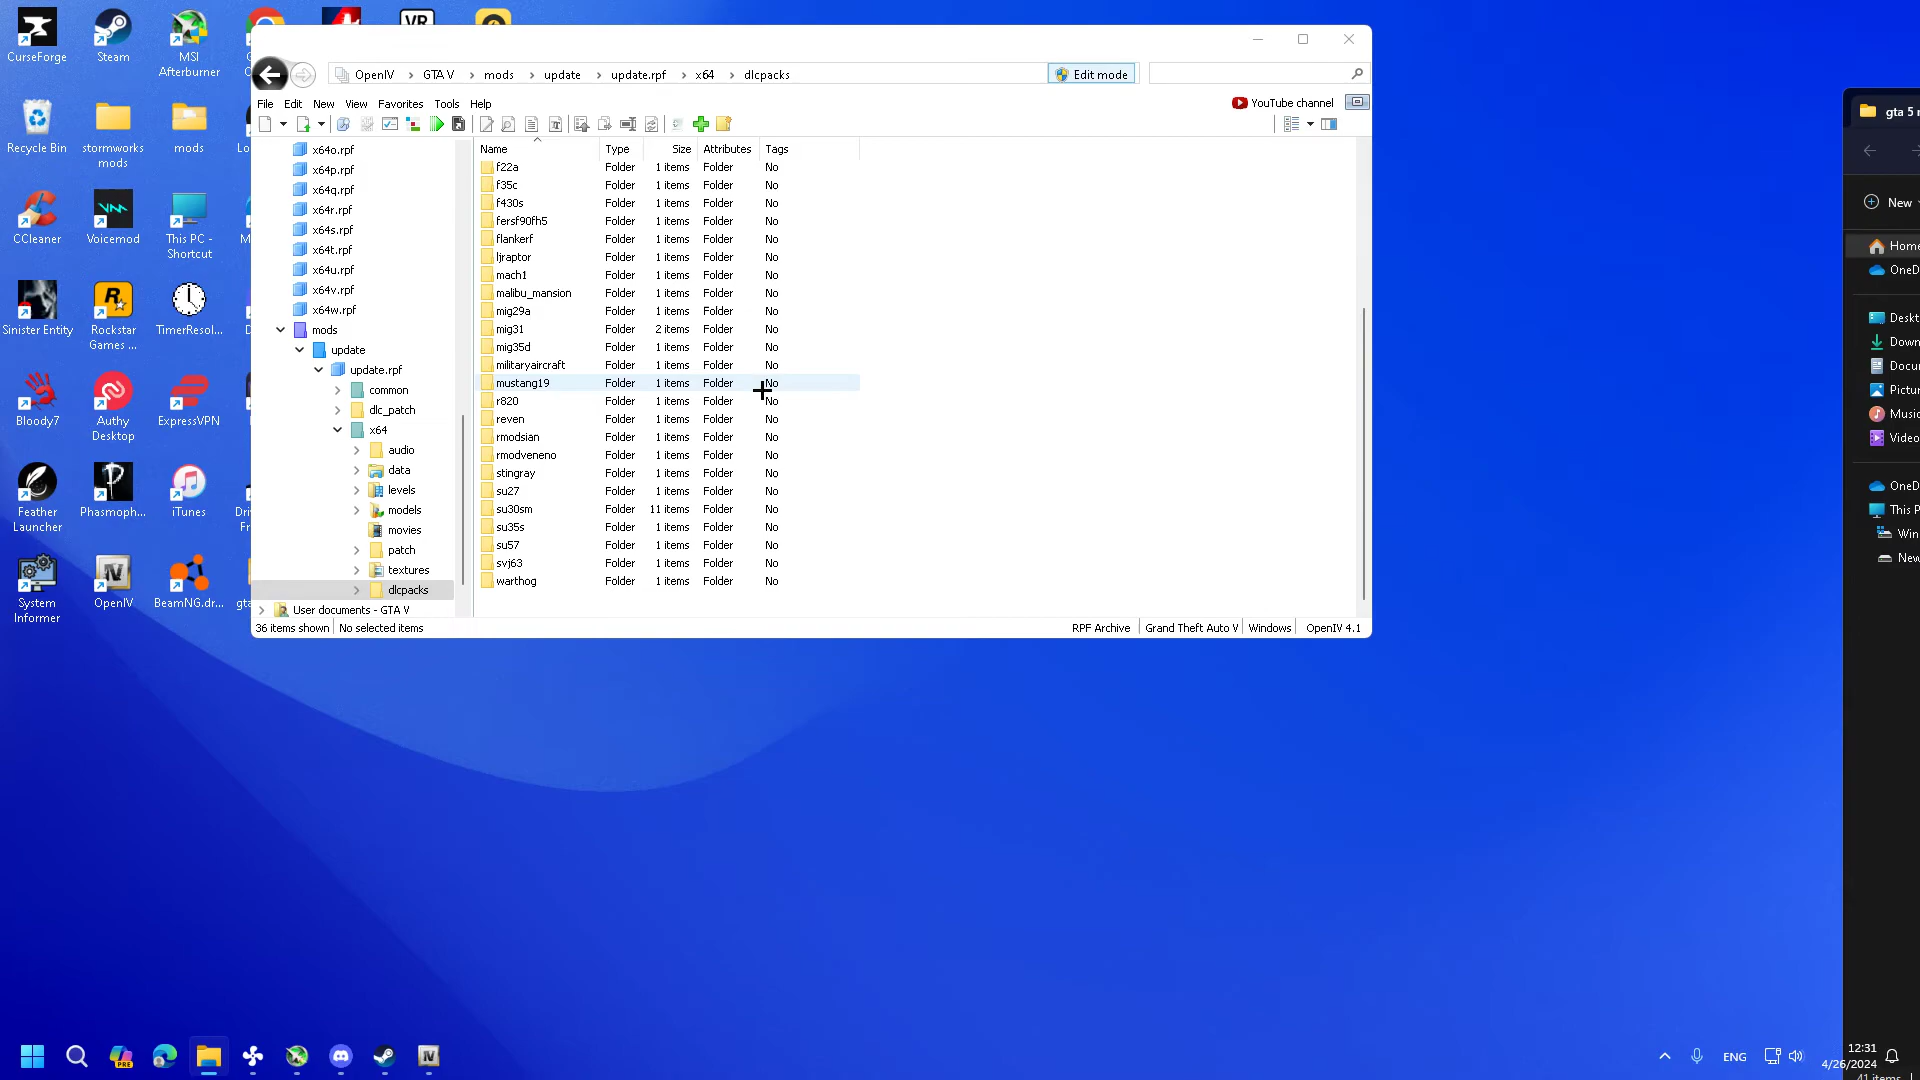 CurseForge
Steam
MSI
Afterburner
Recycle Bin
stormworks
mods
mods
CCleaner
Voicemod
This PC -
Shortcut
Sinister Entity
Rockstar
Games ...
TimerResol...
Bloody7
Authy
Desktop
ExpressVPN
Feather
Launcher
Phasmoph...
iTunes
System
Informer
OpenIV
BeamNG.dr...
VR
OpenIV
GTA V
mods
update
update.rpf
x64
dlcpacks
Edit mode
File Edit New View Favorites Tools Help
YouTube channel
x64o.rpf
x64p.rpf
x64q.rpf
x64r.rpf
x64s.rpf
x64t.rpf
x64u.rpf
x64v.rpf
x64w.rpf
mods
update
update.rpf
common
dlc_patch
x64
audio
data
levels
models
movies
patch
textures
dlcpacks
User documents - GTA V
Name Type Size Attributes Tags
f22a Folder 1 items Folder No
f35c Folder 1 items Folder No
f430s Folder 1 items Folder No
fersf90fh5 Folder 1 items Folder No
flankerf Folder 1 items Folder No
ljraptor Folder 1 items Folder No
mach1 Folder 1 items Folder No
malibu_mansion Folder 1 items Folder No
mig29a Folder 1 items Folder No
mig31 Folder 2 items Folder No
mig35d Folder 1 items Folder No
militaryaircraft Folder 1 items Folder No
mustang19 Folder 1 items Folder No
r820 Folder 1 items Folder No
reven Folder 1 items Folder No
rmodsian Folder 1 items Folder No
rmodveneno Folder 1 items Folder No
stingray Folder 1 items Folder No
su27 Folder 1 items Folder No
su30sm Folder 11 items Folder No
su35s Folder 1 items Folder No
su57 Folder 1 items Folder No
svj63 Folder 1 items Folder No
warthog Folder 1 items Folder No
36 items shown No selected items RPF Archive Grand Theft Auto V Windows OpenIV 4.1
gta 5
New
Home
OneD
Deskt
Down
Docu
Pictur
Music
Video
OneD
This P
Win
New
PRE
ENG
12:31
4/26/2024
41 items